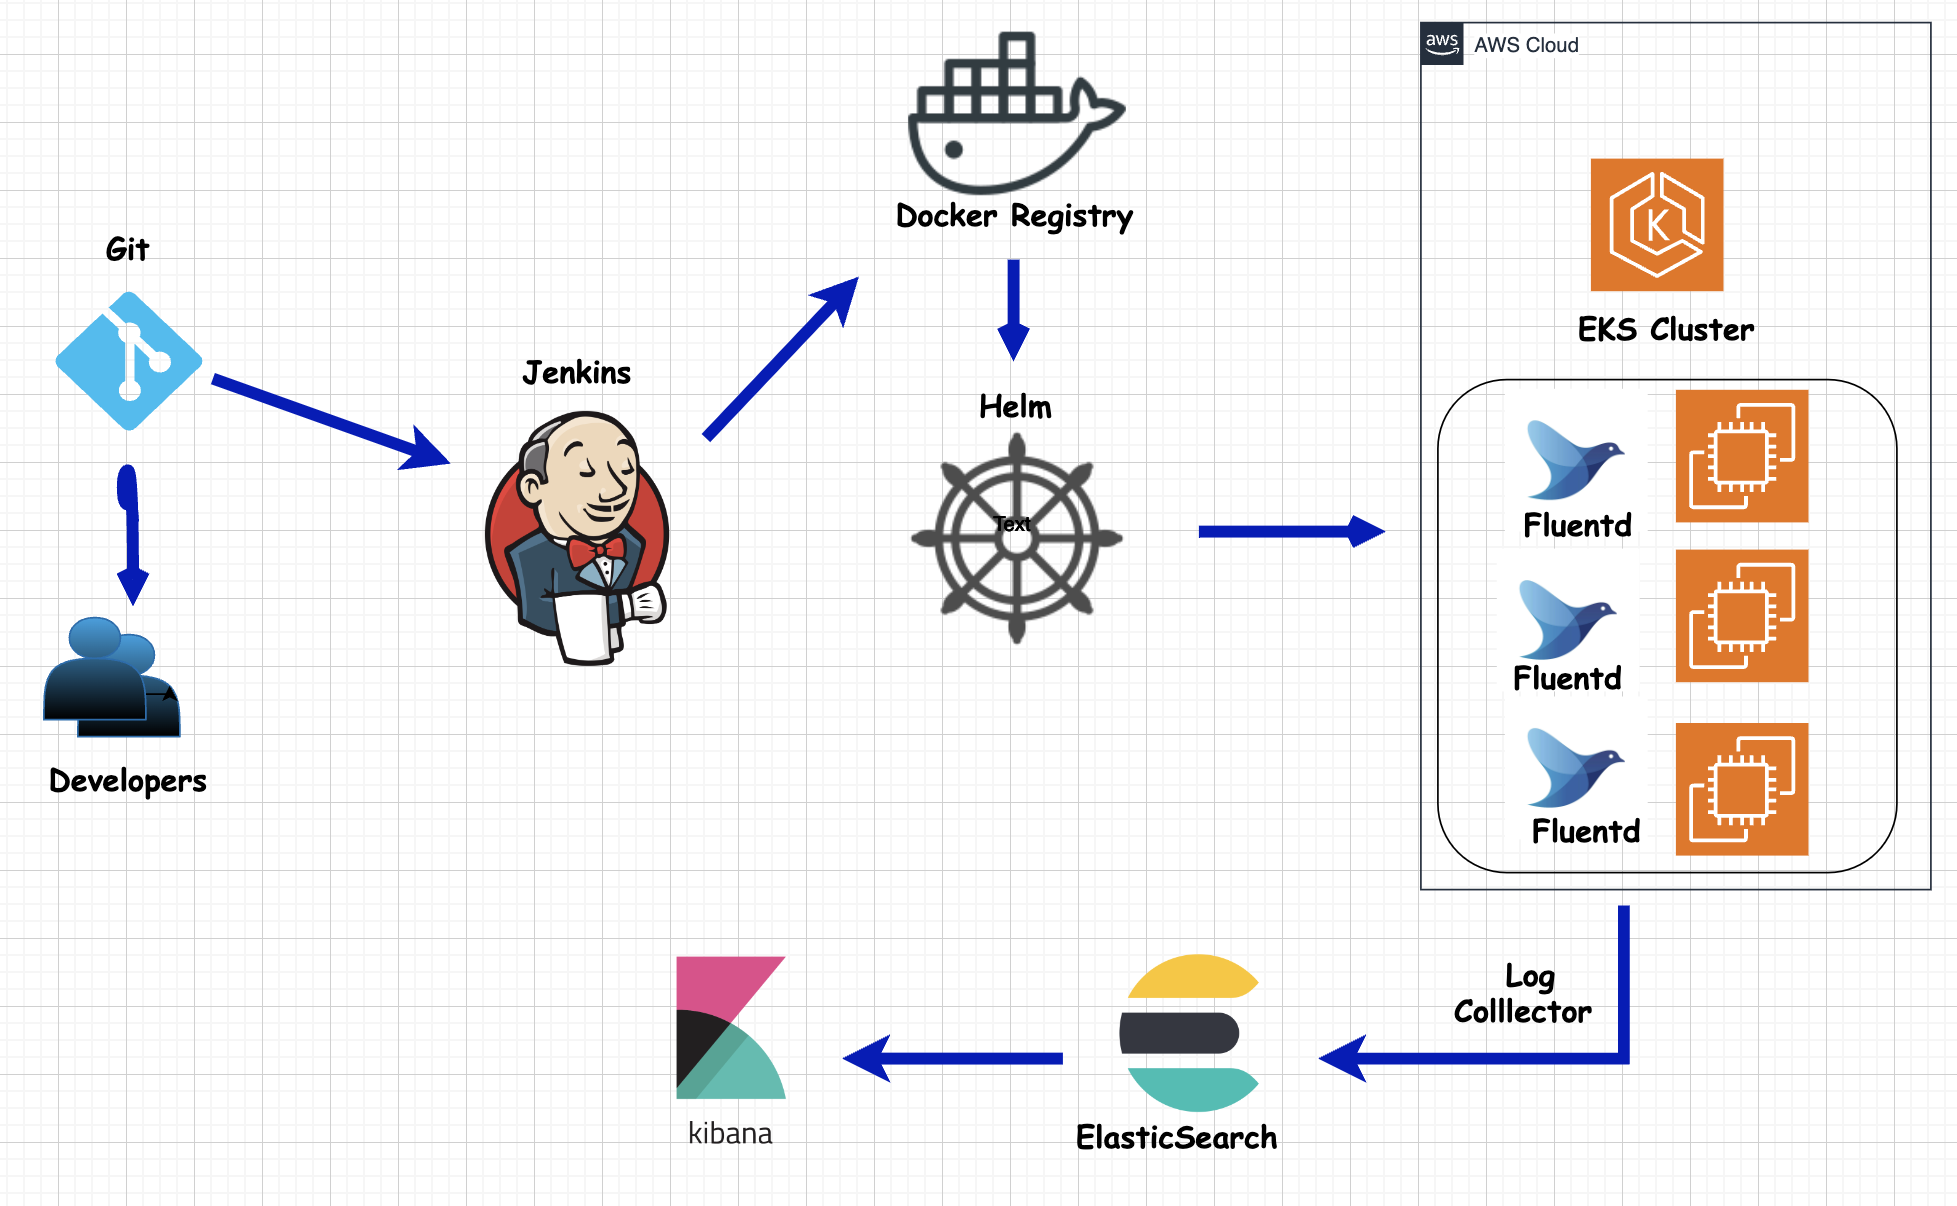 aws
AWS Cloud
Docker Registry
Git
K
EKS Cluster
Jenkins
Helm
Text
Fluentd
Fluentd
Developers
Fluentd
Log
Colllector
kibana
ElasticSearch